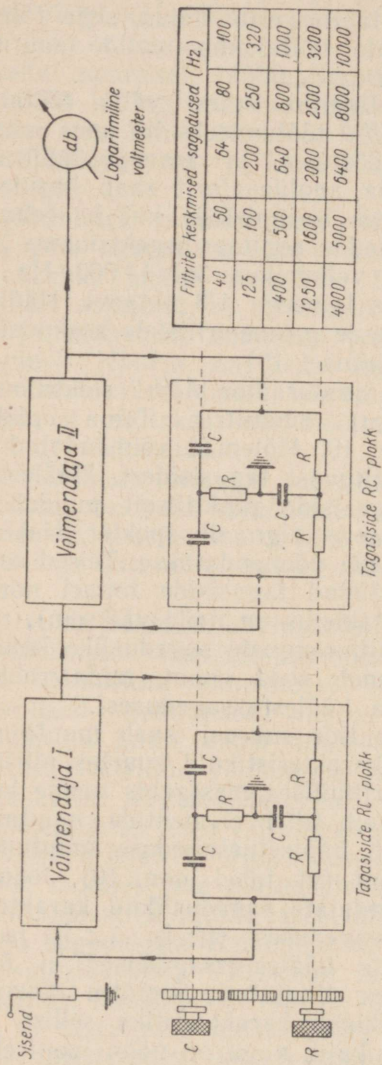 Sisend
Võimendaja I
Võimendaja II
db
Logaritmiline
voltmeeter
C
C
R
C
R
R
Tagasiside RC-plokk
C
C
R
C
R
R
Tagasiside RC-plokk
C
R
Filtrite keskmised sagedused (Hz)
40 50 64 80 100
125 160 200 250 320
400 500 640 800 1000
1250 1600 2000 2500 3200
4000 5000 6400 8000 10000